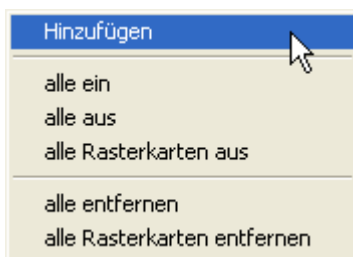 Hinzufügen
alle ein
alle aus
alle Rasterkarten aus
alle entfernen
alle Rasterkarten entfernen